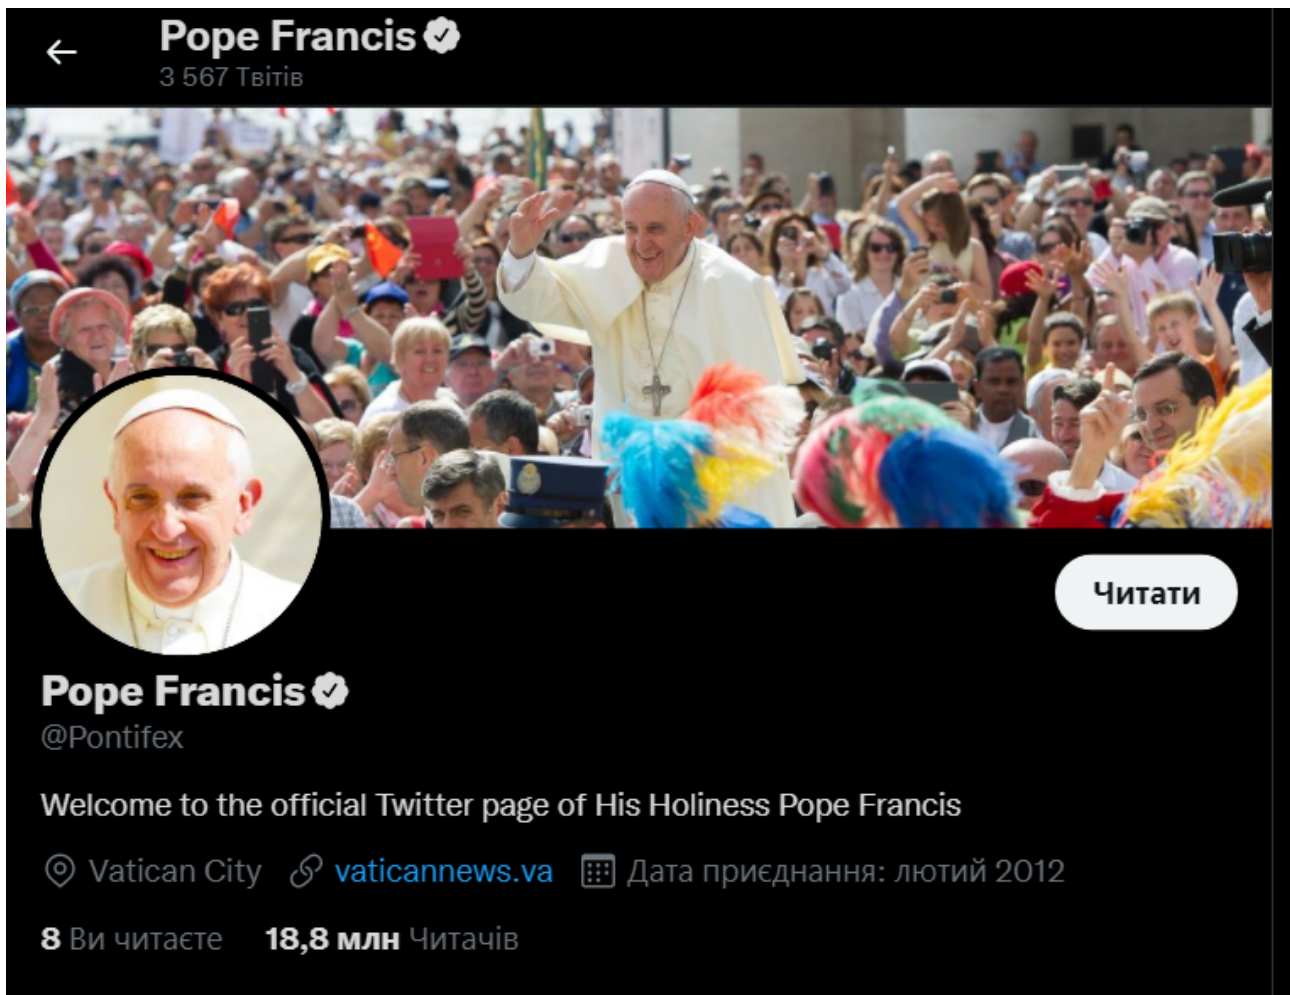 Pope Francis
3 567 Твітів
Читати
Pope Francis
@Pontifex
Welcome to the official Twitter page of His Holiness Pope Francis
Vatican City vaticannews.va Дата приєднання: лютий 2012
8 Ви читаєте 18,8 млн Читачів